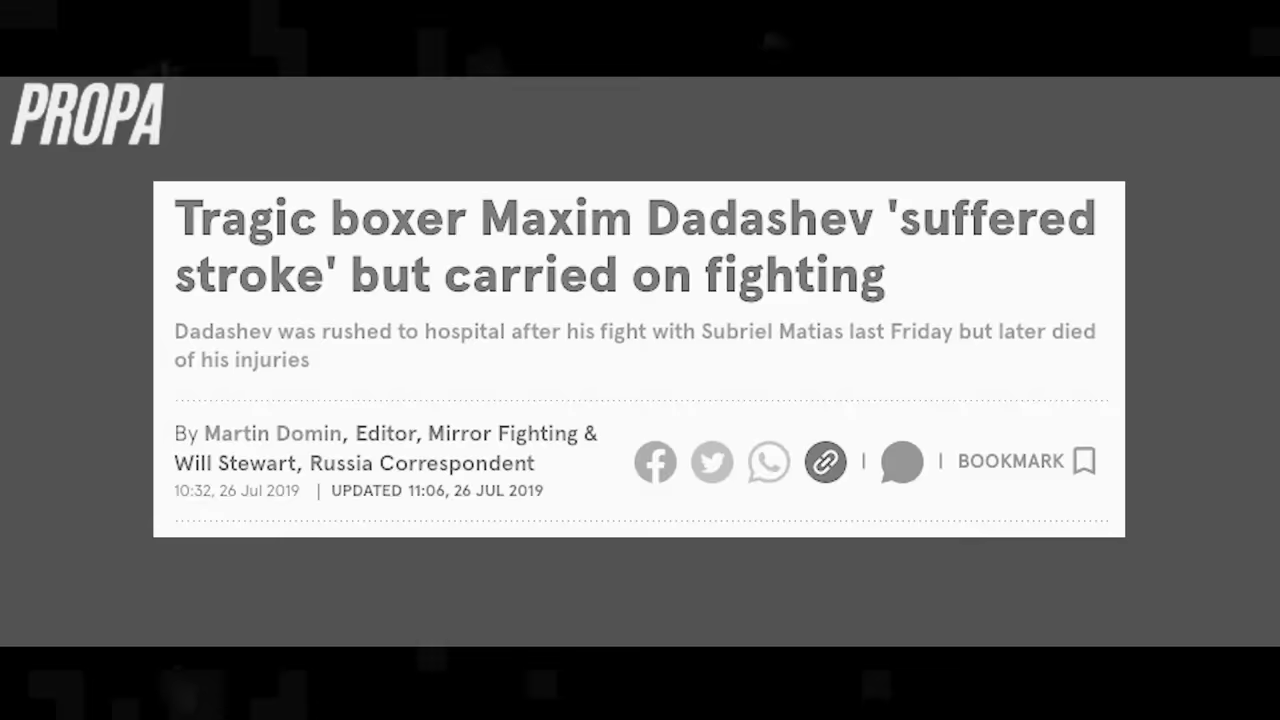 PROPA
Tragic boxer Maxim Dadashev 'suffered
stroke' but carried on fighting
Dadashev was rushed to hospital after his fight with Subriel Matias last Friday but later died
of his injuries
By Martin Domin, Editor, Mirror Fighting &
Will Stewart, Russia Correspondent
10:32, 26 Jul 2019 | UPDATED 11:06, 26 JUL 2019
| | BOOKMARK